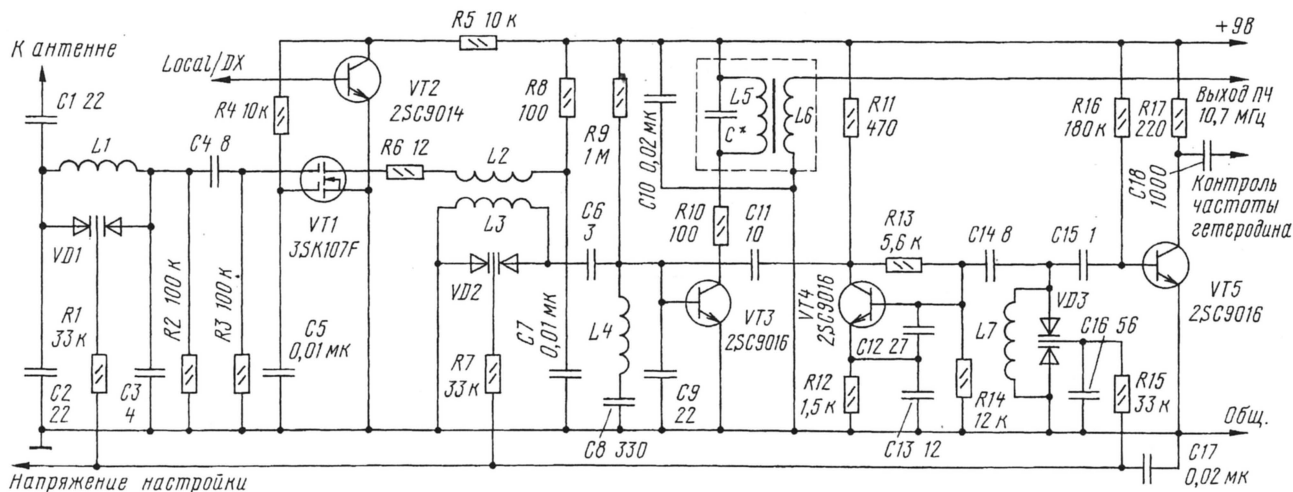 К антенне
C1 22
L1
VD1
R1
33 к
C2
22
C3
4
R2 100 к
C4 8
R3 100 к
Local/DX
R4 10к
VT2
2SC9014
VT1
3SK107F
C5
0,01 мк
R5 10 к
R6 12
L2
L3
VD2
R7
33к
C7
0,01 мк
R8
100
C6
3
R9
1 М
L4
C8 330
C10 0,02 мк
C9
22
L5
C*
L6
R10
100
VT3
2SC9016
C11
10
R11
470
VT4
2SC9016
R12
1,5 к
R13
5,6 к
C12 27
C13 12
R14
12 к
C14 8
L7
C15 1
VD3
C16 56
R15
33 к
R16
180к
R17
220
C18
1000
VT5
2SC9016
C17
0,02 мк
+9В
Выход ПЧ
10,7 МГц
Контроль
частоты
гетеродина
Общ.
Напряжение настройки